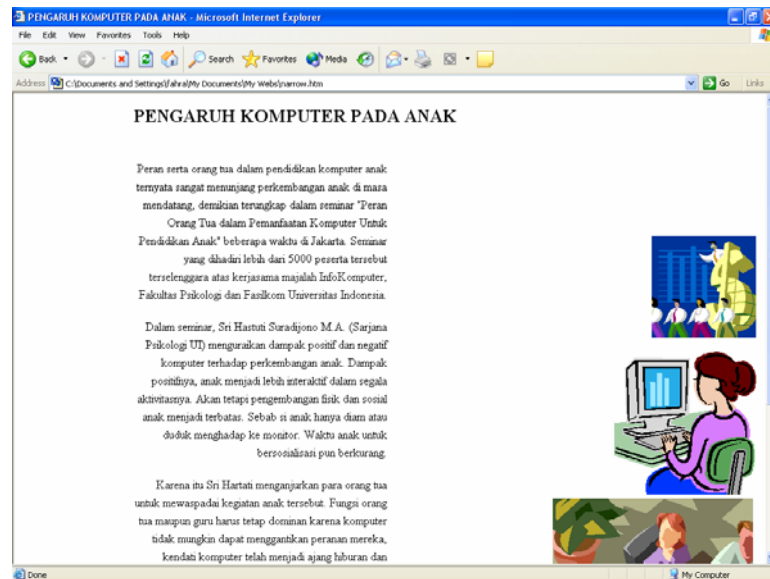 PENGARUH KOMPUTER PADA ANAK - Microsoft Internet Explorer
File Edit View Favorites Tools Help
Back Search Favorites Media
Address C:\Documents and Settings\fahral\My Documents\My Webs\narrow.htm Go Links
PENGARUH KOMPUTER PADA ANAK
Peran serta orang tua dalam pendidikan komputer anak
ternyata sangat menunjang perkembangan anak di masa
mendatang, demikian terungkap dalam seminar "Peran
Orang Tua dalam Pemanfaatan Komputer Untuk
Pendidikan Anak" beberapa waktu di Jakarta. Seminar
yang dihadiri lebih dari 5000 peserta tersebut
terselenggara atas kerjasama majalah InfoKomputer,
Fakultas Psikologi dan Fasilkom Universitas Indonesia.
Dalam seminar, Sri Hastuti Suradijono M.A. (Sarjana
Psikologi UI) menguraikan dampak positif dan negatif
komputer terhadap perkembangan anak. Dampak
positifnya, anak menjadi lebih interaktif dalam segala
aktivitasnya. Akan tetapi pengembangan fisik dan sosial
anak menjadi terbatas. Sebab si anak hanya diam atau
duduk menghadap ke monitor. Waktu anak untuk
bersosialisasi pun berkurang.
Karena itu Sri Hartati menganjurkan para orang tua
untuk mewaspadai kegiatan anak tersebut. Fungsi orang
tua maupun guru harus tetap dominan karena komputer
tidak mungkin dapat menggantikan peranan mereka,
kendati komputer telah menjadi ajang hiburan dan
Done My Computer